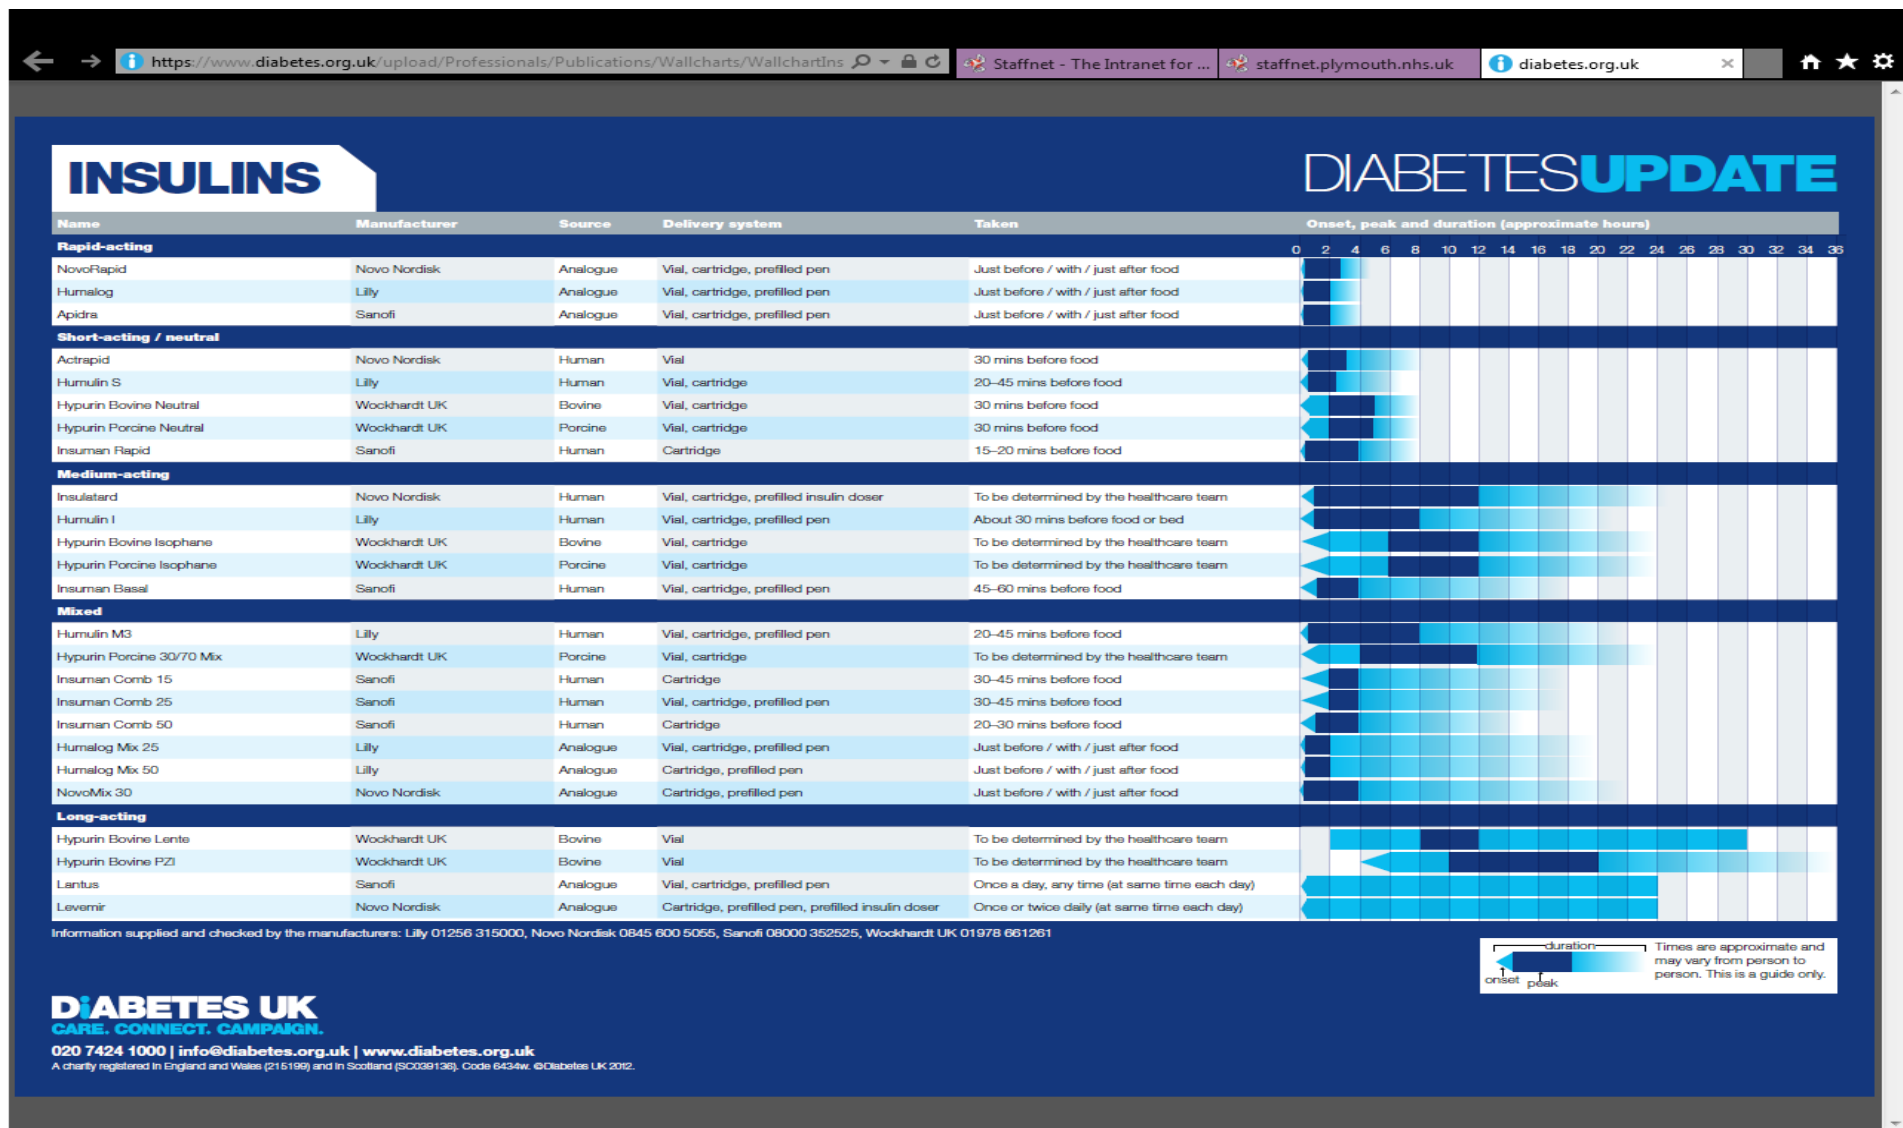 https://www.diabetes.org.uk/upload/Professionals/Publications/Wallcharts/WallchartIns
Staffnet - The Intranet for ...
staffnet.plymouth.nhs.uk
diabetes.org.uk
INSULINS
DIABETESUPDATE
Name Manufacturer Source Delivery system Taken Onset, peak and duration (approximate hours)
Rapid-acting 0 2 4 6 8 10 12 14 16 18 20 22 24 26 28 30 32 34 36
NovoRapid Novo Nordisk Analogue Vial, cartridge, prefilled pen Just before / with / just after food
Humalog Lilly Analogue Vial, cartridge, prefilled pen Just before / with / just after food
Apidra Sanofi Analogue Vial, cartridge, prefilled pen Just before / with / just after food
Short-acting / neutral
Actrapid Novo Nordisk Human Vial 30 mins before food
Humulin S Lilly Human Vial, cartridge 20–45 mins before food
Hypurin Bovine Neutral Wockhardt UK Bovine Vial, cartridge 30 mins before food
Hypurin Porcine Neutral Wockhardt UK Porcine Vial, cartridge 30 mins before food
Insuman Rapid Sanofi Human Cartridge 15–20 mins before food
Medium-acting
Insulatard Novo Nordisk Human Vial, cartridge, prefilled insulin doser To be determined by the healthcare team
Humulin I Lilly Human Vial, cartridge, prefilled pen About 30 mins before food or bed
Hypurin Bovine Isophane Wockhardt UK Bovine Vial, cartridge To be determined by the healthcare team
Hypurin Porcine Isophane Wockhardt UK Porcine Vial, cartridge To be determined by the healthcare team
Insuman Basal Sanofi Human Vial, cartridge, prefilled pen 45–60 mins before food
Mixed
Humulin M3 Lilly Human Vial, cartridge, prefilled pen 20–45 mins before food
Hypurin Porcine 30/70 Mix Wockhardt UK Porcine Vial, cartridge To be determined by the healthcare team
Insuman Comb 15 Sanofi Human Cartridge 30–45 mins before food
Insuman Comb 25 Sanofi Human Vial, cartridge, prefilled pen 30–45 mins before food
Insuman Comb 50 Sanofi Human Cartridge 20–30 mins before food
Humalog Mix 25 Lilly Analogue Vial, cartridge, prefilled pen Just before / with / just after food
Humalog Mix 50 Lilly Analogue Cartridge, prefilled pen Just before / with / just after food
NovoMix 30 Novo Nordisk Analogue Cartridge, prefilled pen Just before / with / just after food
Long-acting
Hypurin Bovine Lente Wockhardt UK Bovine Vial To be determined by the healthcare team
Hypurin Bovine PZI Wockhardt UK Bovine Vial To be determined by the healthcare team
Lantus Sanofi Analogue Vial, cartridge, prefilled pen Once a day, any time (at same time each day)
Levemir Novo Nordisk Analogue Cartridge, prefilled pen, prefilled insulin doser Once or twice daily (at same time each day)
Information supplied and checked by the manufacturers: Lilly 01256 315000, Novo Nordisk 0845 600 5055, Sanofi 08000 352525, Wockhardt UK 01978 661261
duration
onset peak
Times are approximate and
may vary from person to
person. This is a guide only.
DiABETES UK
CARE. CONNECT. CAMPAIGN.
020 7424 1000 | info@diabetes.org.uk | www.diabetes.org.uk
A charity registered in England and Wales (215199) and in Scotland (SC039136). Code 6434w. ©Diabetes UK 2012.